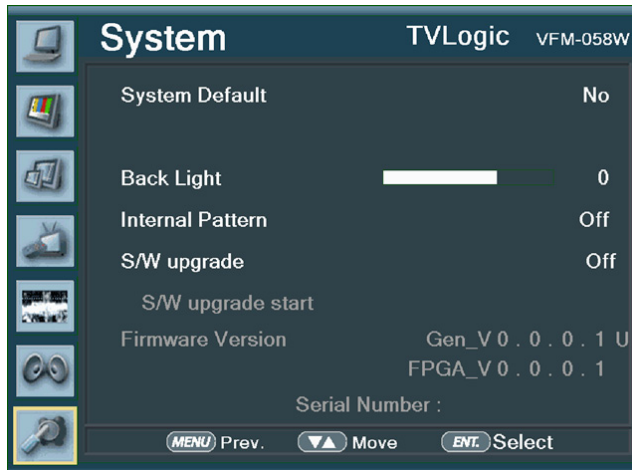 System TVLogic VFM-058W
System Default No
Back Light 0
Internal Pattern Off
S/W upgrade Off
S/W upgrade start
Firmware Version Gen_V 0 . 0 . 0 . 1 U
FPGA_V 0 . 0 . 0 . 1
Serial Number :
MENU Prev. ▼▲ Move ENT. Select